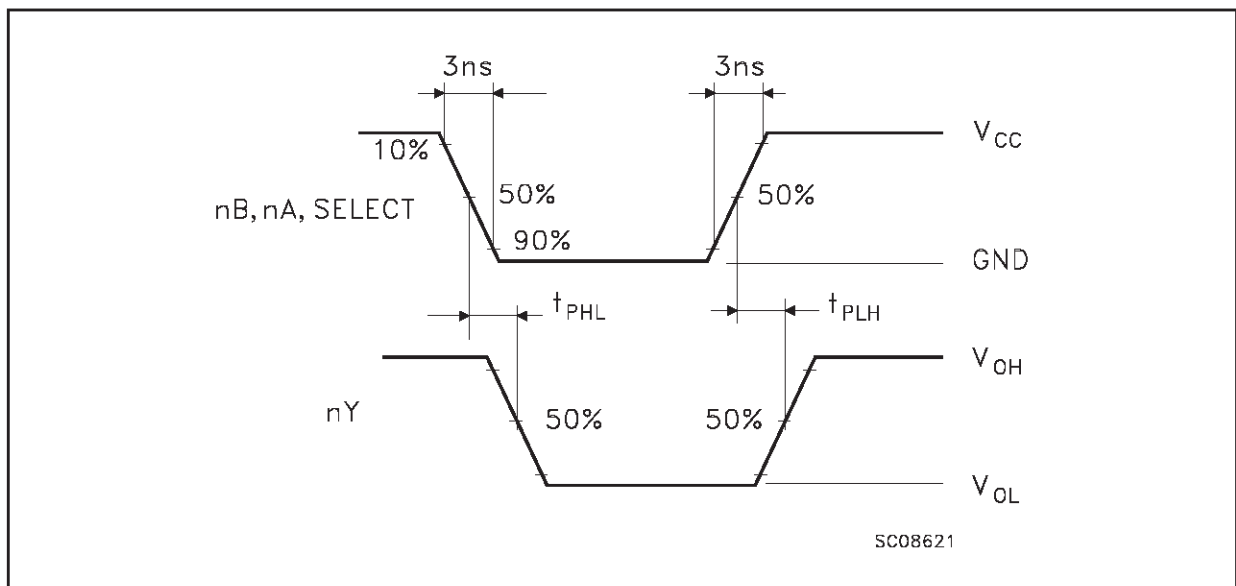 3ns 3ns
V_CC
10%
50% 50%
nB, nA, SELECT
90%
GND
t_PHL t_PLH
V_OH
nY 50% 50%
V_OL
SC08621